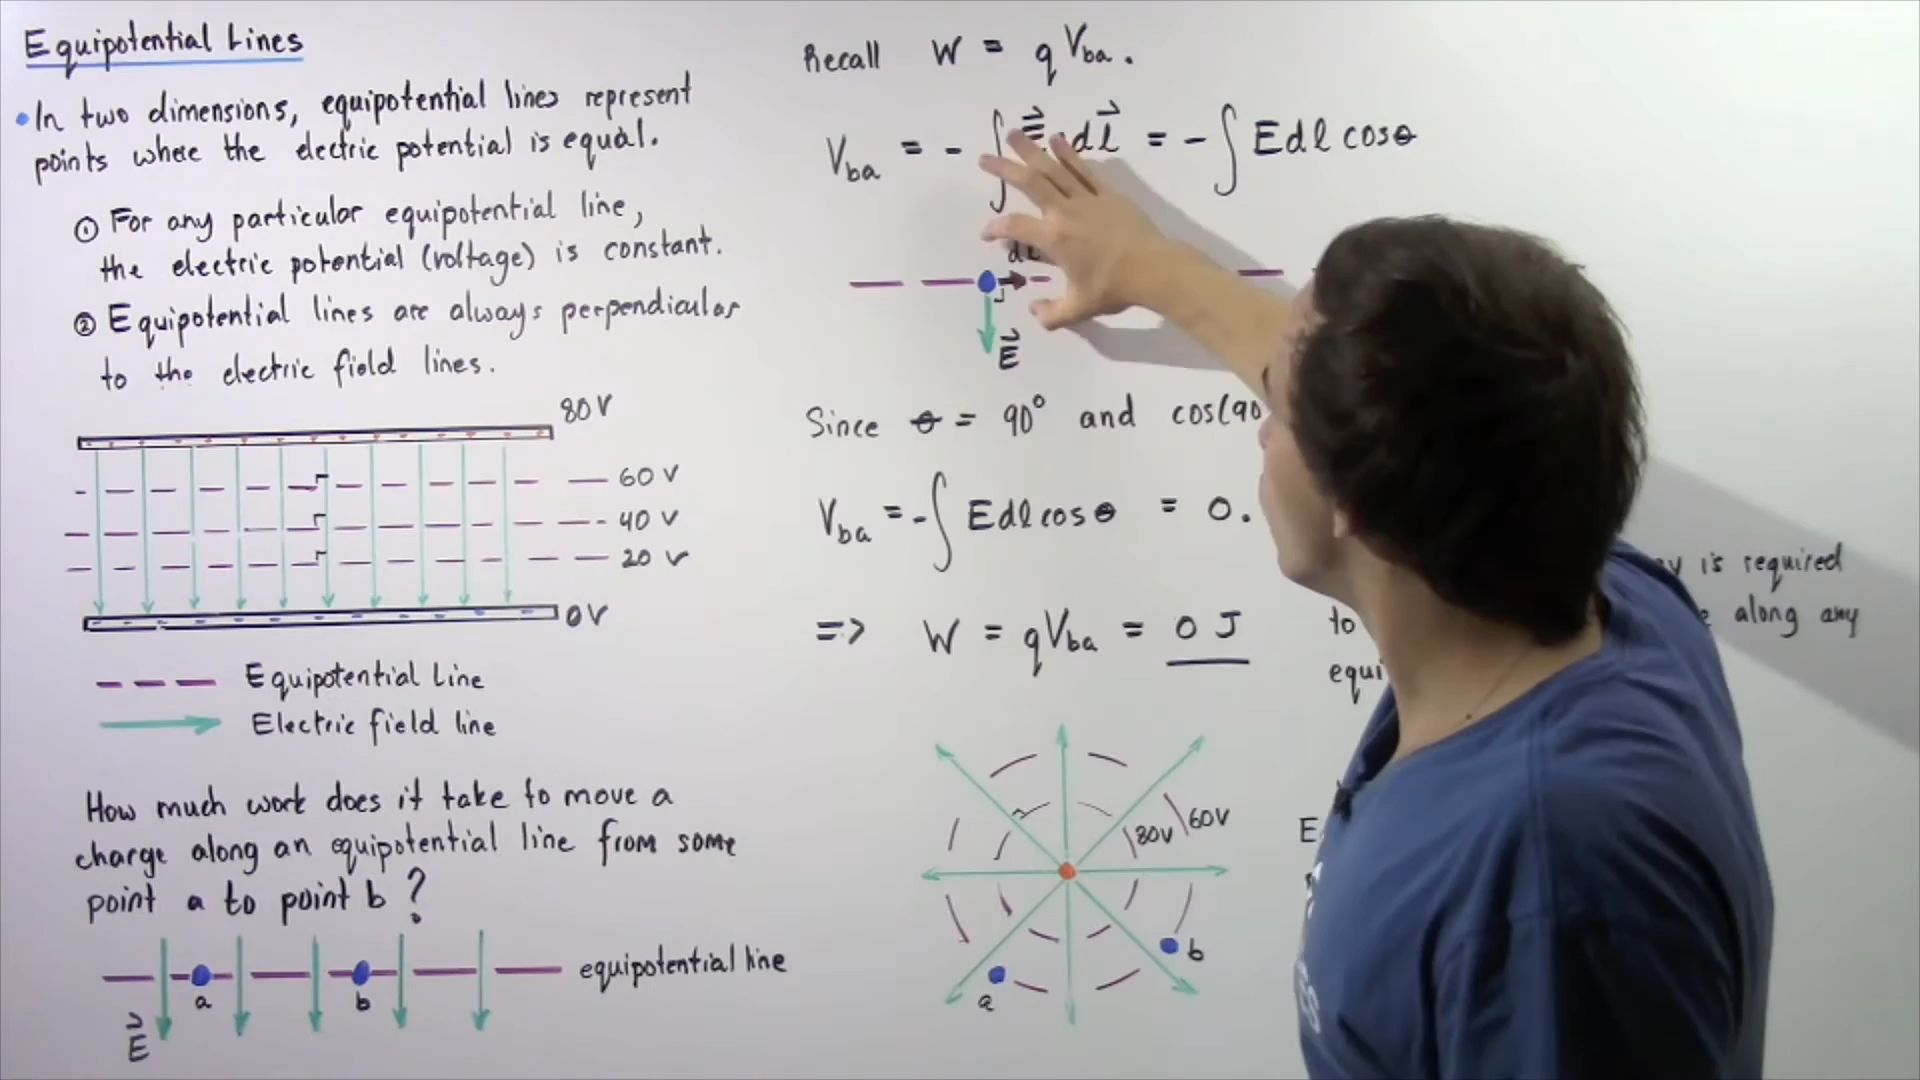 Equipotential Lines
• In two dimensions, equipotential lines represent
points where the electric potential is equal.
① For any particular equipotential line,
the electric potential (voltage) is constant.
② Equipotential lines are always perpendicular
to the electric field lines.
80 V
60 V
40 V
20 V
0 V
Equipotential Line
Electric field line
How much work does it take to move a
charge along an equipotential line from some
point a to point b?
equipotential line
a
b
E⃗
Recall W = qVba.
Vba = -∫ E⃗ · dl⃗ = -∫ E dl cosθ
E⃗
Since θ = 90° and cos(90
Vba = -∫ E dl cosθ = 0.
=> W = qVba = 0 J
is required
to along any
80V 60V
a
b